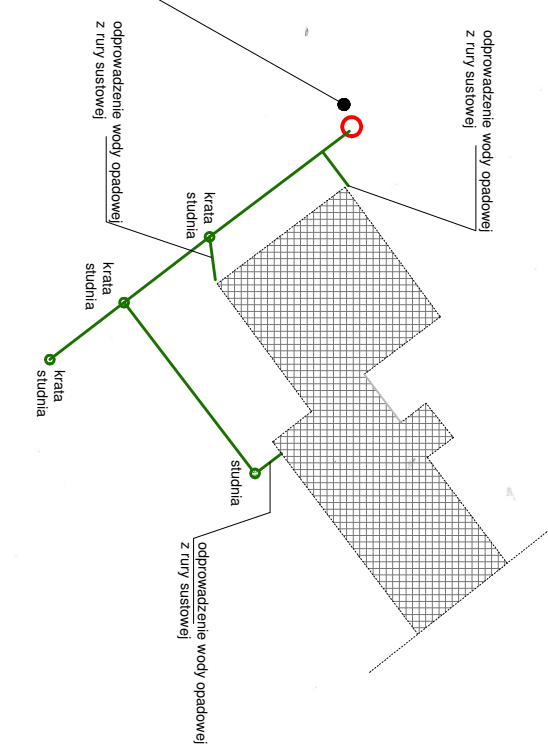 odprowadzenie wody opadowej
z rury sustowej
odprowadzenie wody opadowej
z rury sustowej
krata
studnia
krata
studnia
krata
studnia
studnia
odprowadzenie wody opadowej
z rury sustowej